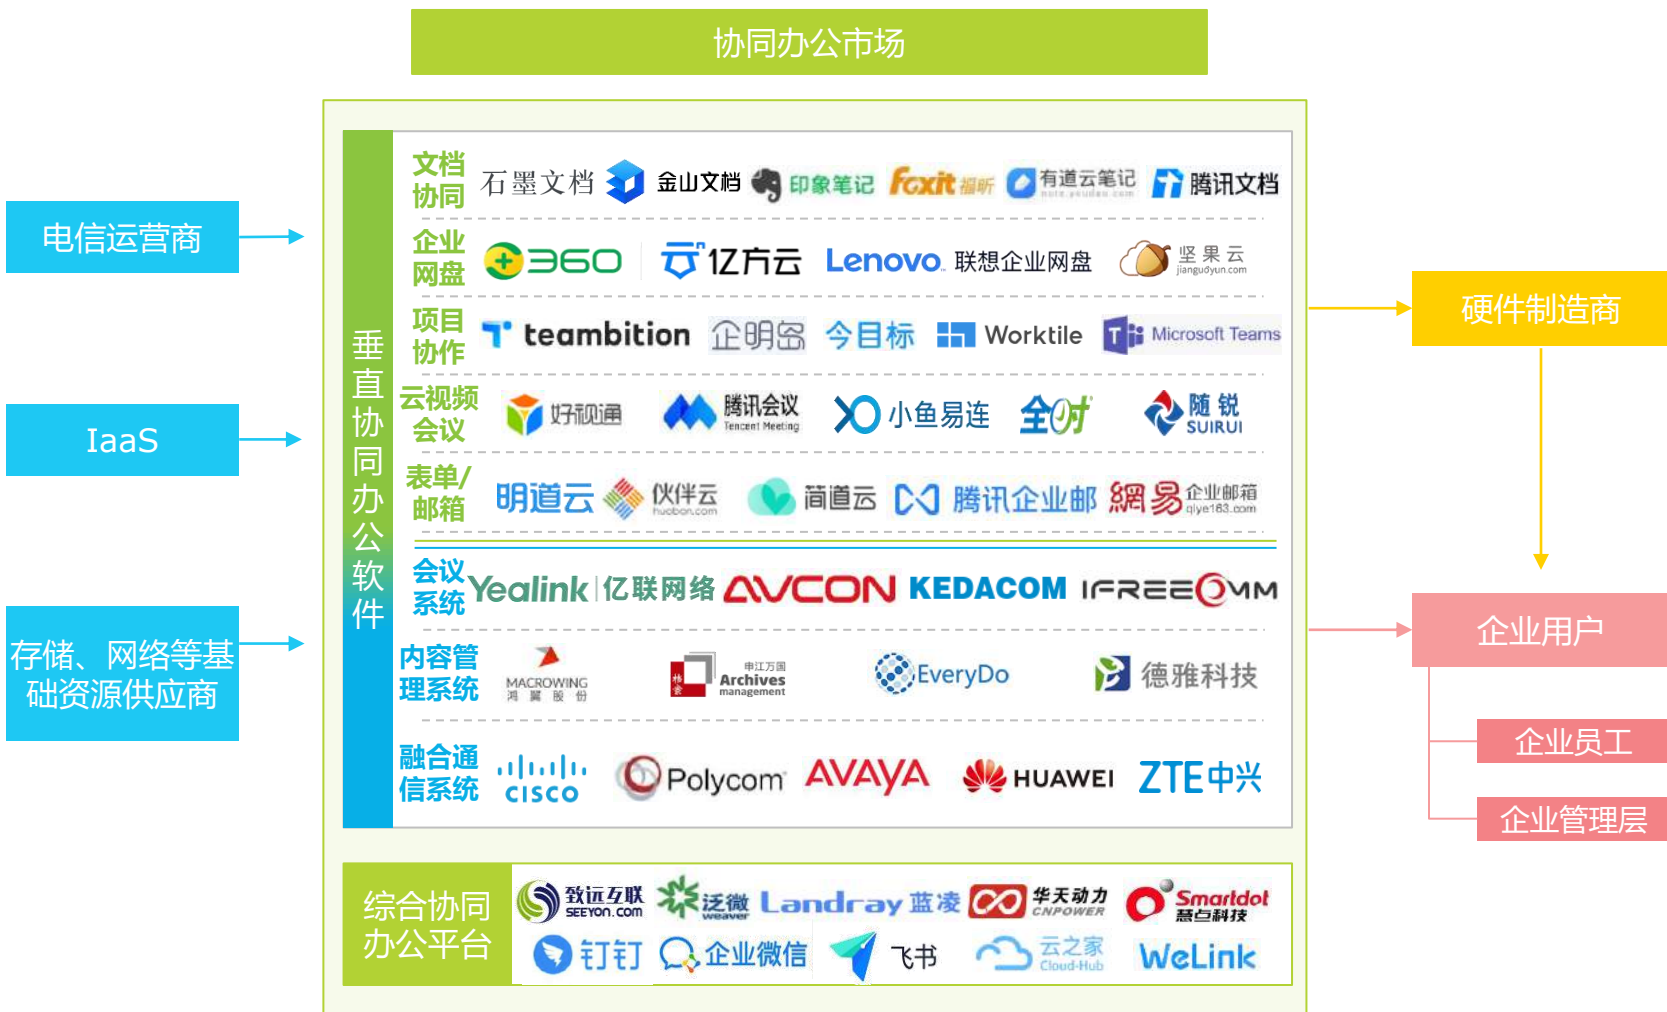 协同办公市场
电信运营商
IaaS
存储、网络等基
础资源供应商
垂直协同办公软件
文档
协同
石墨文档
金山文档
印象笔记
Foxit 福昕
有道云笔记
note.youdao.com
腾讯文档
企业
网盘
360
亿方云
Lenovo 联想企业网盘
坚果云
jianguoyun.com
项目
协作
teambition
企明岛
今目标
Worktile
Microsoft Teams
云视频
会议
好视通
腾讯会议
Tencent Meeting
小鱼易连
全时
随锐
SUIRUI
表单/
邮箱
明道云
伙伴云
huoban.com
简道云
腾讯企业邮
網易
企业邮箱
qiye163.com
会议
系统
Yealink 亿联网络
AVCON
KEDACOM
IFREECOMM
内容管
理系统
MACROWING
鸿翼股份
申江万国
Archives
management
EveryDo
德雅科技
融合通
信系统
CISCO
Polycom
AVAYA
HUAWEI
ZTE中兴
综合协同
办公平台
致远互联
SEEYON.COM
泛微
weaver
Landray 蓝凌
华天动力
CNPOWER
Smartdot
慧点科技
钉钉
企业微信
飞书
云之家
Cloud-Hub
WeLink
硬件制造商
企业用户
企业员工
企业管理层